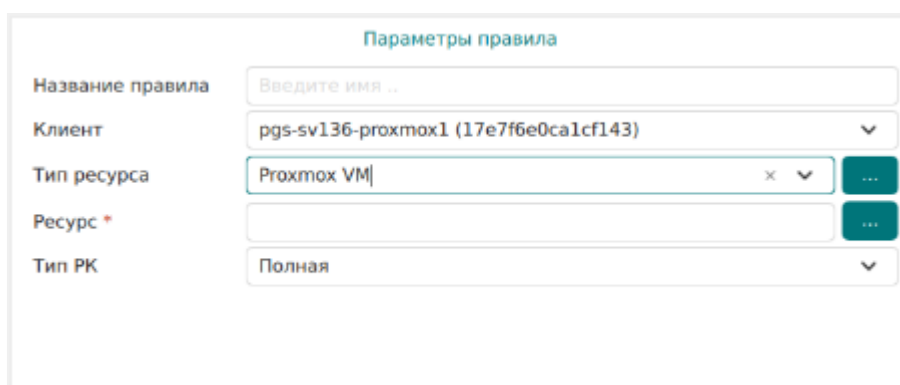 Параметры правила
Название правила Введите имя ..
Клиент pgs-sv136-proxmox1 (17e7f6e0ca1cf143)
Тип ресурса Proxmox VM × ...
Ресурс * ...
Тип РК Полная